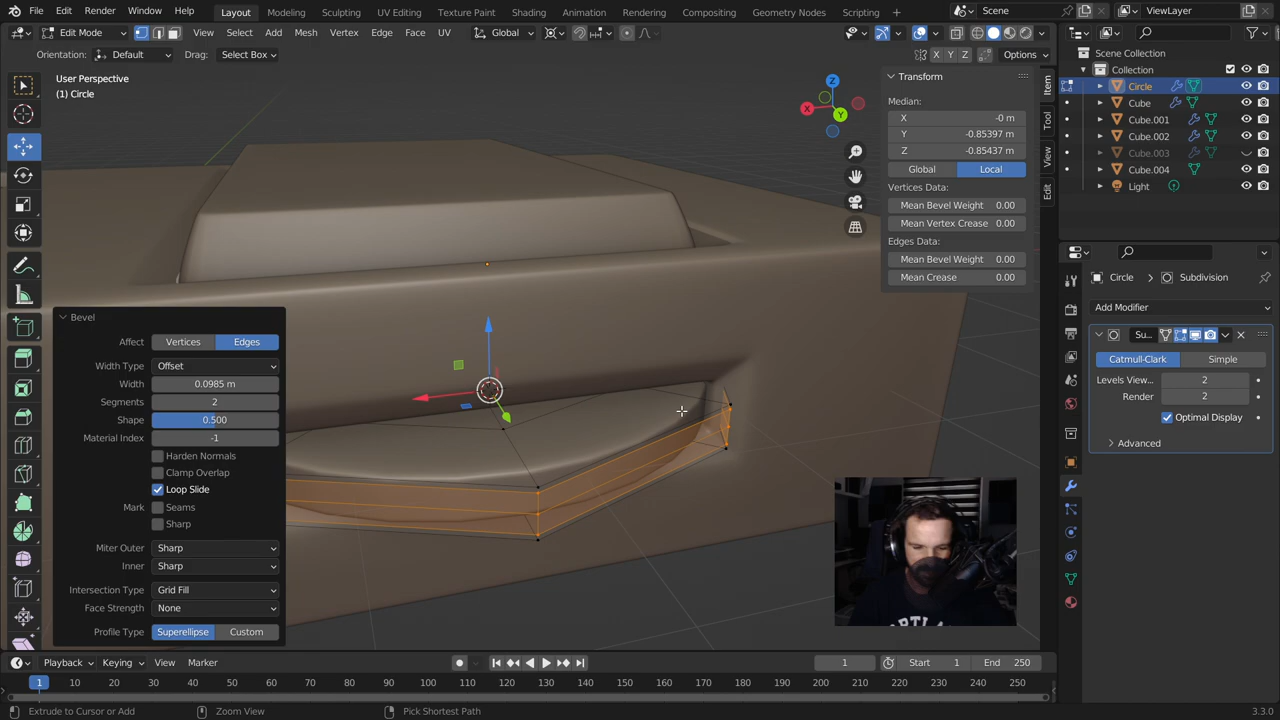 File Edit Render Window Help Layout Modeling Sculpting UV Editing Texture Paint Shading Animation Rendering Compositing Geometry Nodes Scripting Scene ViewLayer
Edit Mode View Select Add Mesh Vertex Edge Face UV Global
Orientation: Default Drag: Select Box X Y Z Options
User Perspective
(1) Circle
Z
X
Y
Transform
Median:
X -0 m
Y -0.85397 m
Z -0.85437 m
Global Local
Vertices Data:
Mean Bevel Weight 0.00
Mean Vertex Crease 0.00
Edges Data:
Mean Bevel Weight 0.00
Mean Crease 0.00
Item
Tool
View
Edit
Scene Collection
Collection
Circle
Cube
Cube.001
Cube.002
Cube.003
Cube.004
Light
Circle Subdivision
Add Modifier
Su...
Catmull-Clark Simple
Levels View... 2
Render 2
Optimal Display
Advanced
Bevel
Affect Vertices Edges
Width Type Offset
Width 0.0985 m
Segments 2
Shape 0.500
Material Index -1
Harden Normals
Clamp Overlap
Loop Slide
Mark Seams
Sharp
Miter Outer Sharp
Inner Sharp
Intersection Type Grid Fill
Face Strength None
Profile Type Superellipse Custom
Playback Keying View Marker 1 Start 1 End 250
1 10 20 30 40 50 60 70 80 90 100 110 120 130 140 150 160 170 180 190 200 210 220 230 240 250
Extrude to Cursor or Add Zoom View Pick Shortest Path 3.3.0